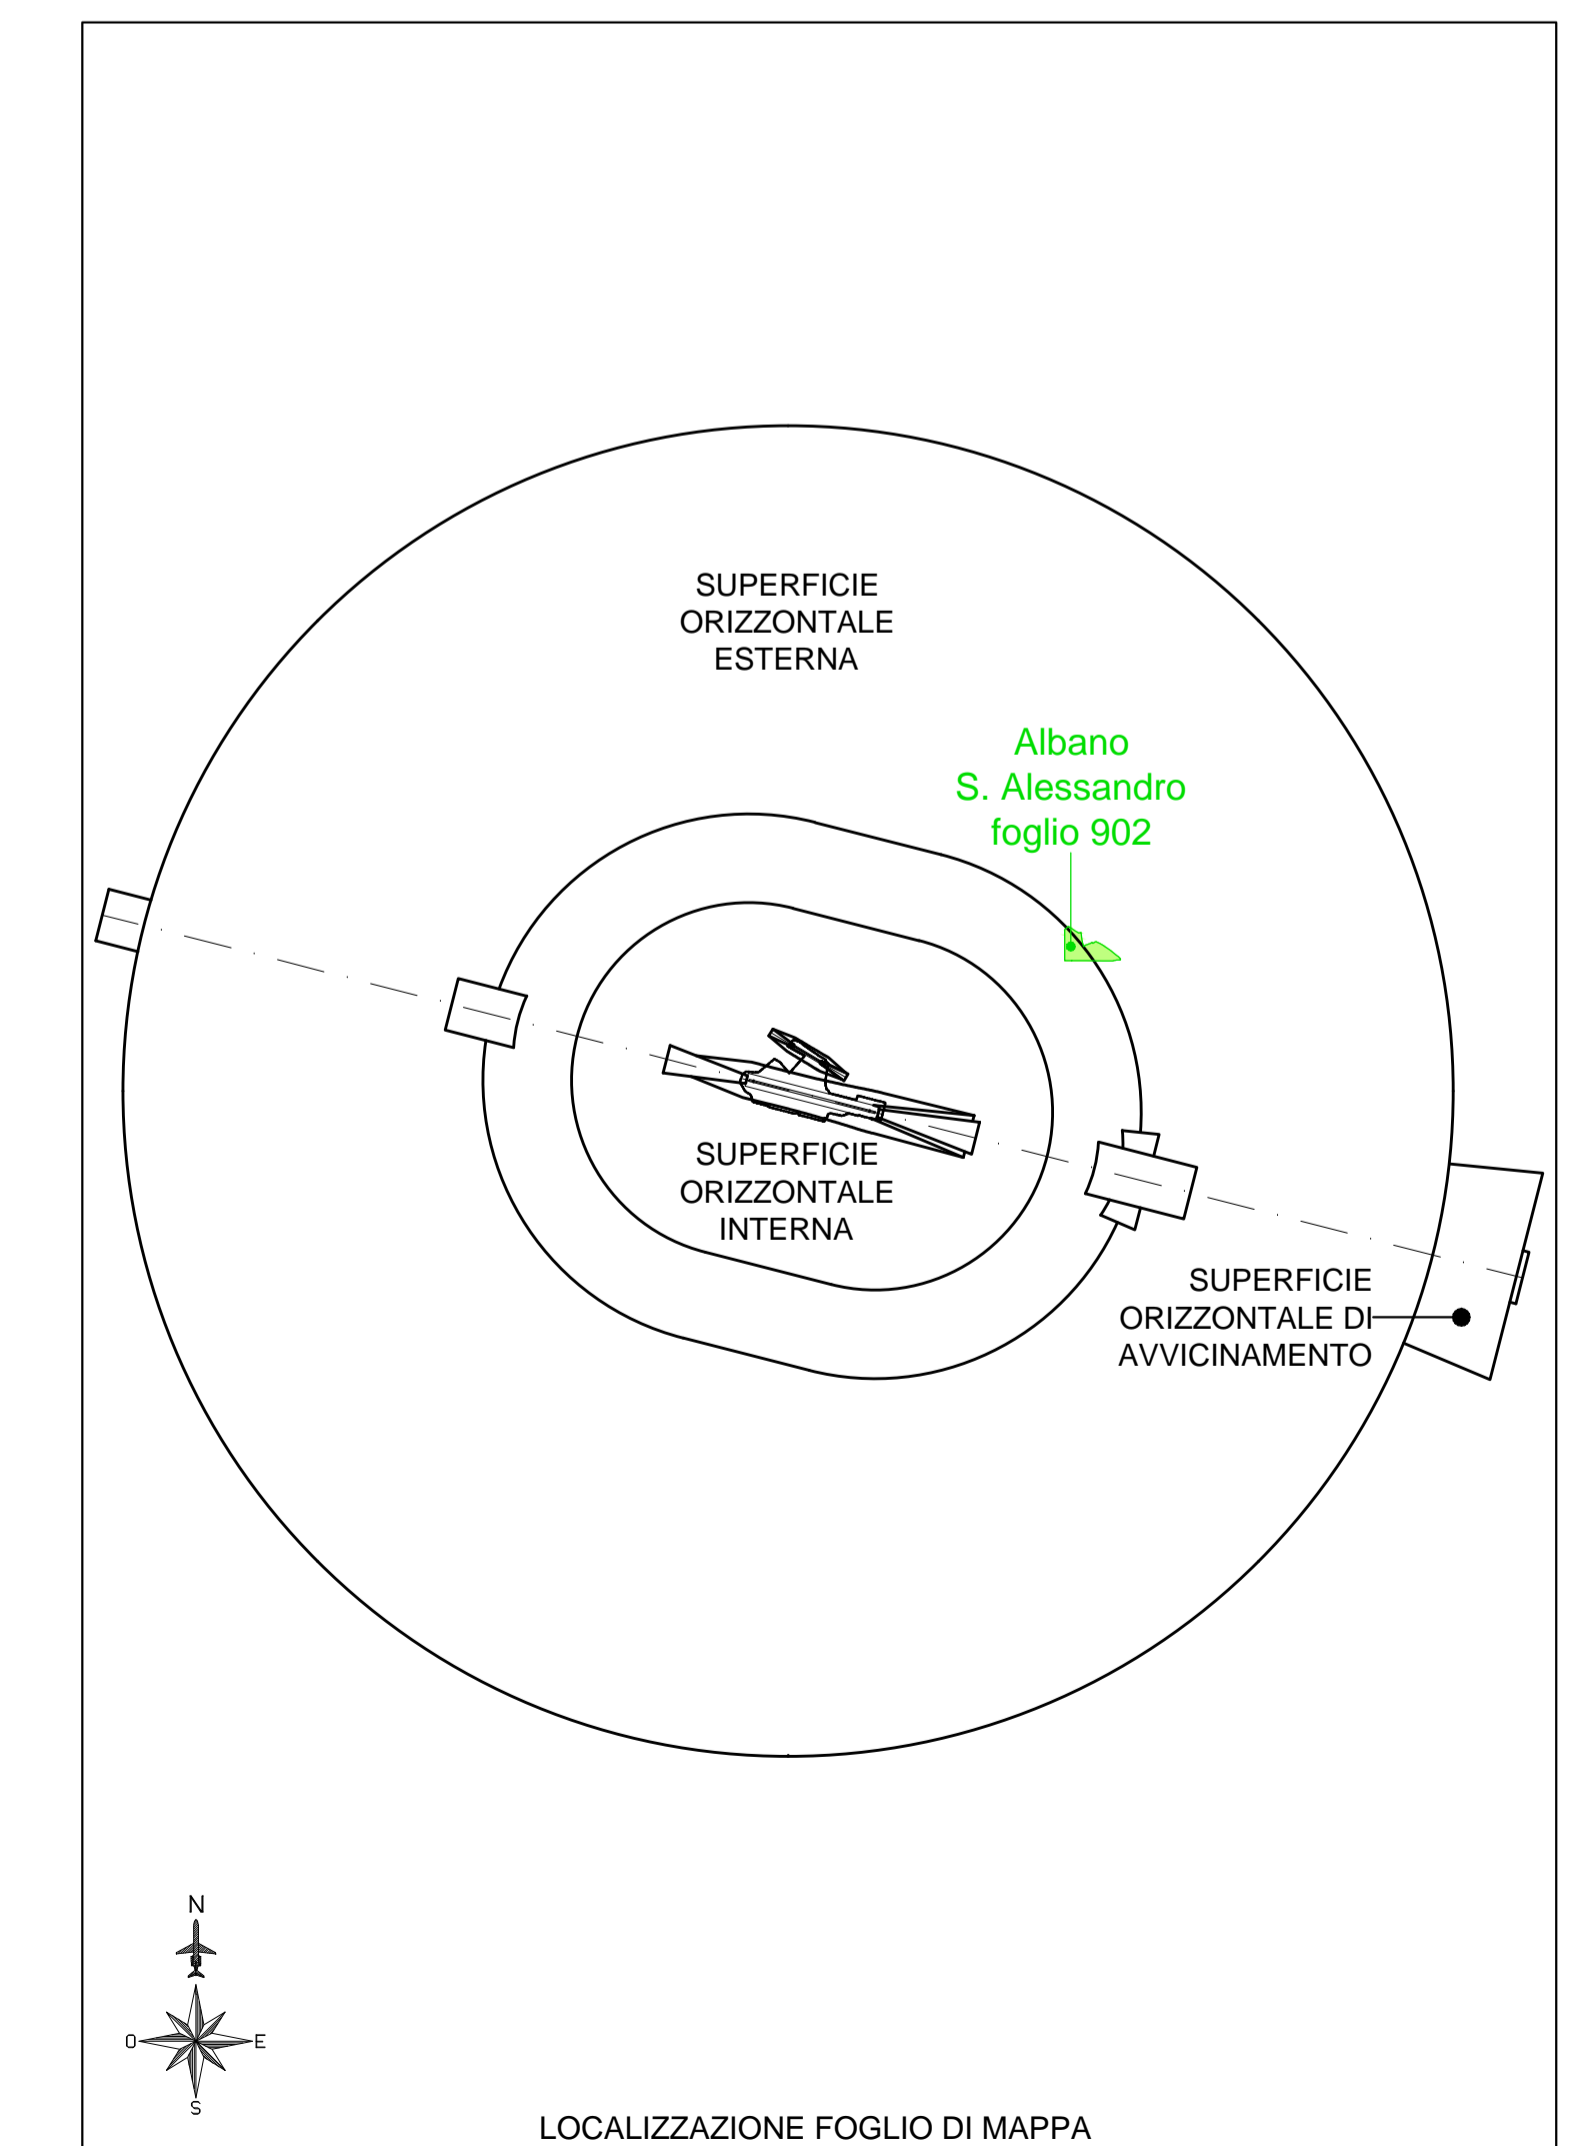 SUPERFICIE
ORIZZONTALE
ESTERNA
Albano
S. Alessandro
foglio 902
SUPERFICIE
ORIZZONTALE
INTERNA
SUPERFICIE
ORIZZONTALE DI
AVVICINAMENTO
N
O
E
S
LOCALIZZAZIONE FOGLIO DI MAPPA